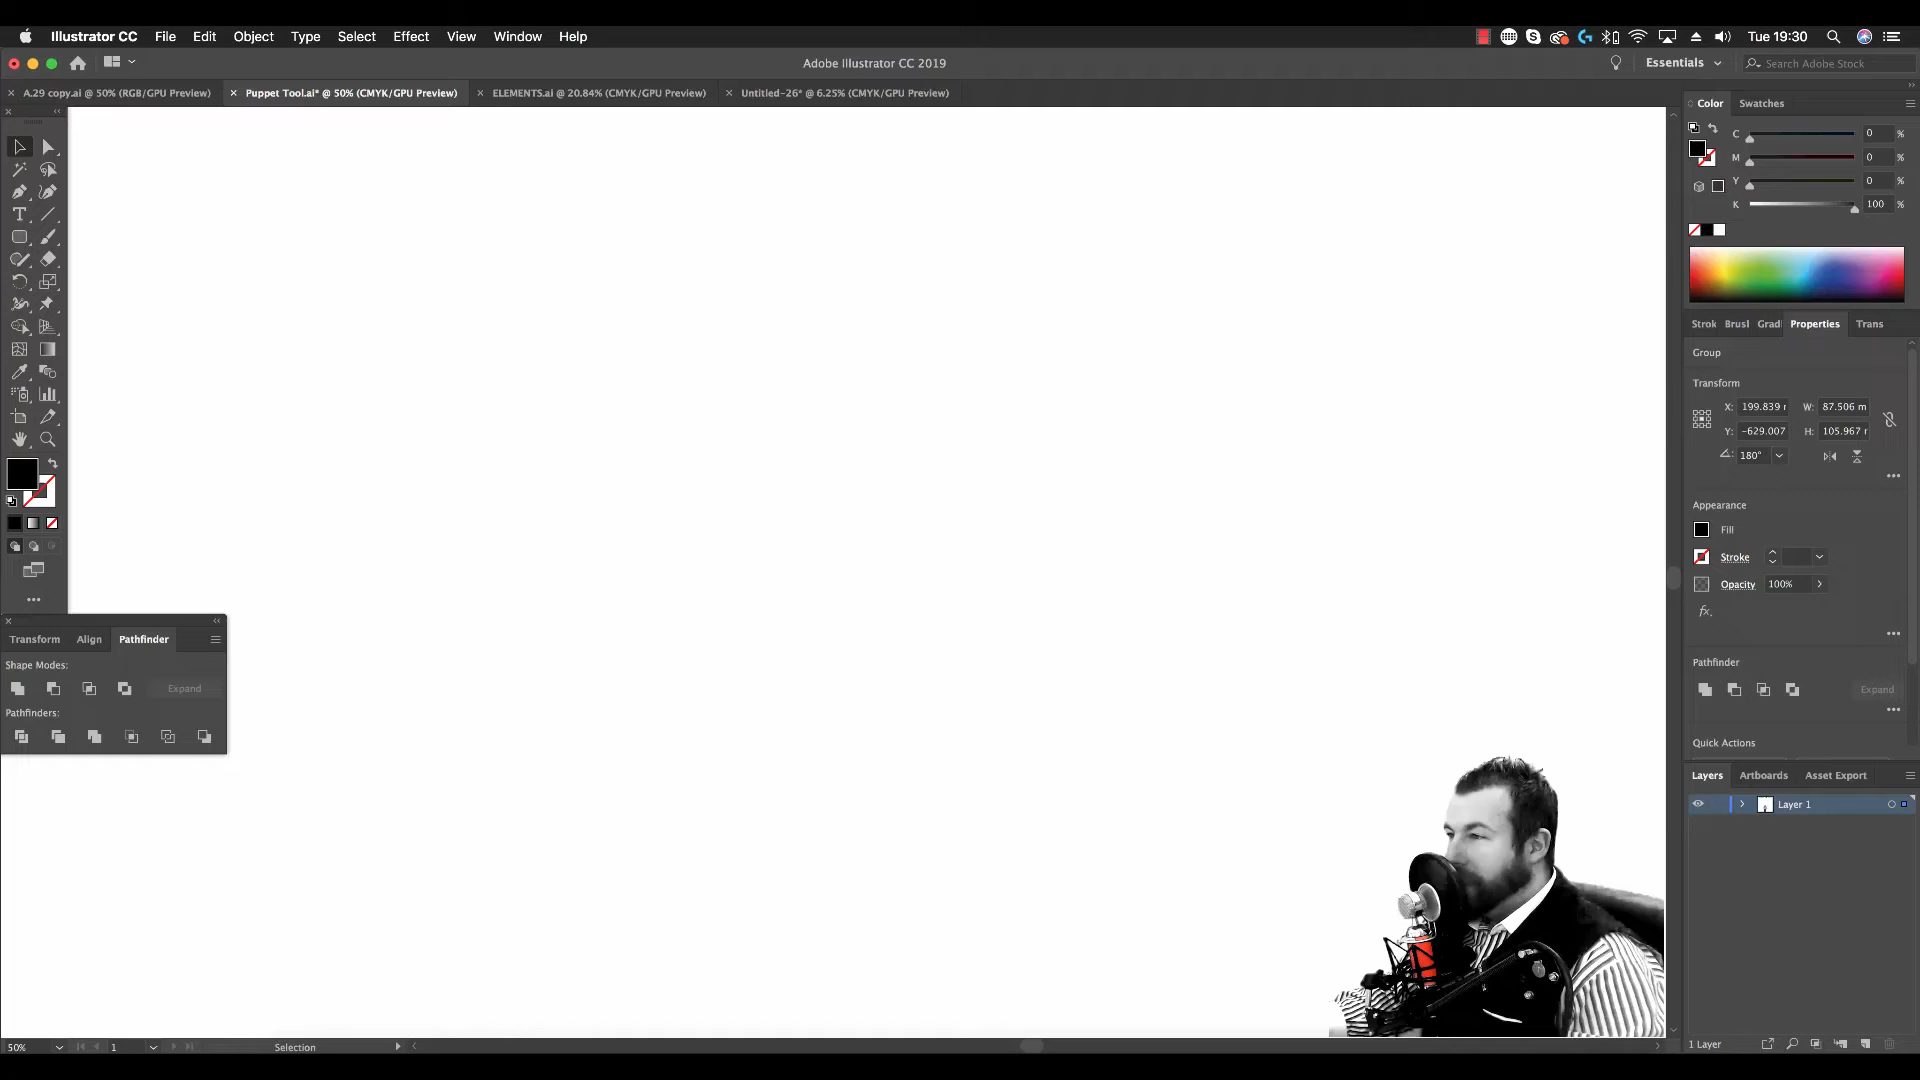 Illustrator CC File Edit Object Type Select Effect View Window Help Tue 19:30
Adobe Illustrator CC 2019 Essentials Search Adobe Stock
A.29 copy.ai @ 50% (RGB/GPU Preview) Puppet Tool.ai* @ 50% (CMYK/GPU Preview) ELEMENTS.ai @ 20.84% (CMYK/GPU Preview) Untitled-26* @ 6.25% (CMYK/GPU Preview)
Color Swatches
C 0 %
M 0 %
Y 0 %
K 100 %
Strok Brusl Gradi Properties Trans
Group
Transform
X: 199.839 r W: 87.506 m
Y: -629.007 H: 105.967 r
180°
Appearance
Fill
Stroke
Opacity 100%
fx.
Pathfinder
Expand
Quick Actions
Transform Align Pathfinder
Shape Modes:
Expand
Pathfinders:
Layers Artboards Asset Export
Layer 1
1 Layer
50% 1 Selection